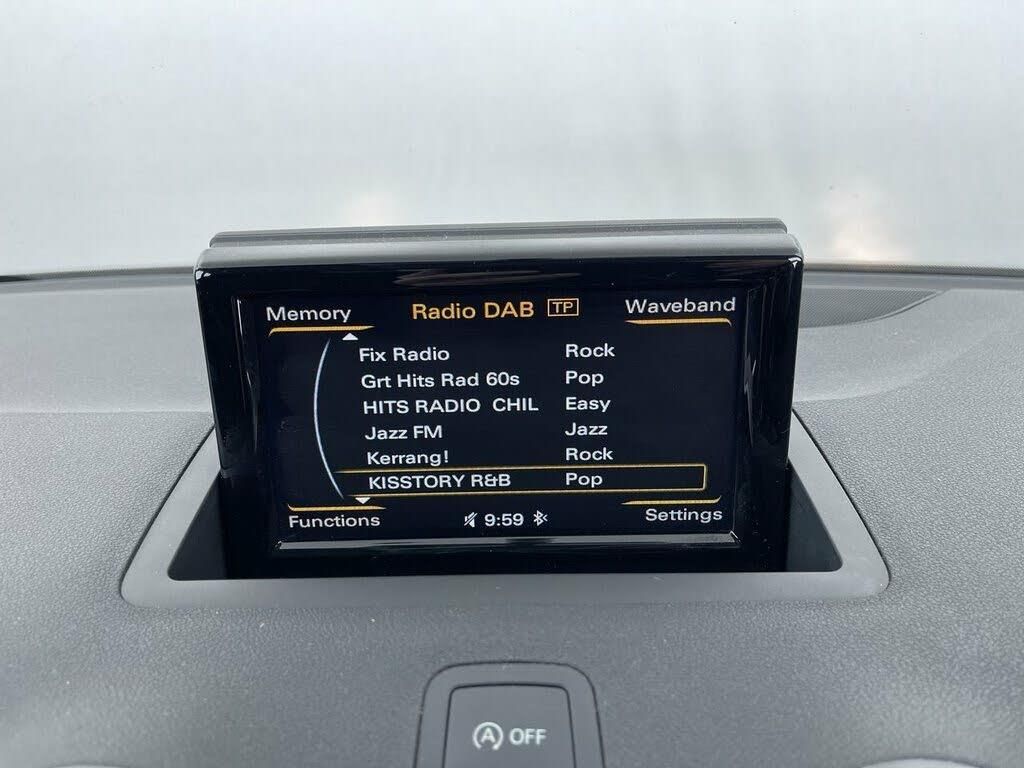 Memory Radio DAB TP Waveband
Fix Radio Rock
Grt Hits Rad 60s Pop
HITS RADIO CHIL Easy
Jazz FM Jazz
Kerrang! Rock
KISSTORY R&B Pop
Functions 9:59 Settings
A OFF